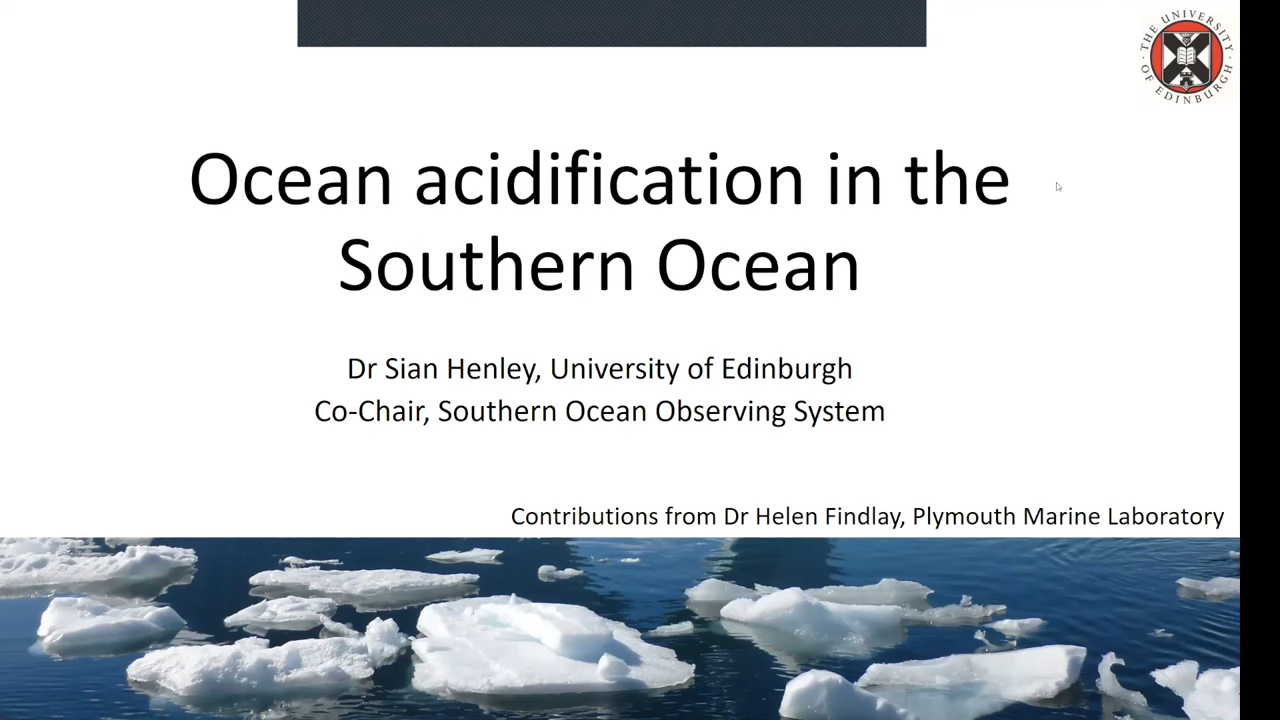 THE UNIVERSITY OF EDINBURGH
Ocean acidification in the
Southern Ocean
Dr Sian Henley, University of Edinburgh
Co-Chair, Southern Ocean Observing System
Contributions from Dr Helen Findlay, Plymouth Marine Laboratory